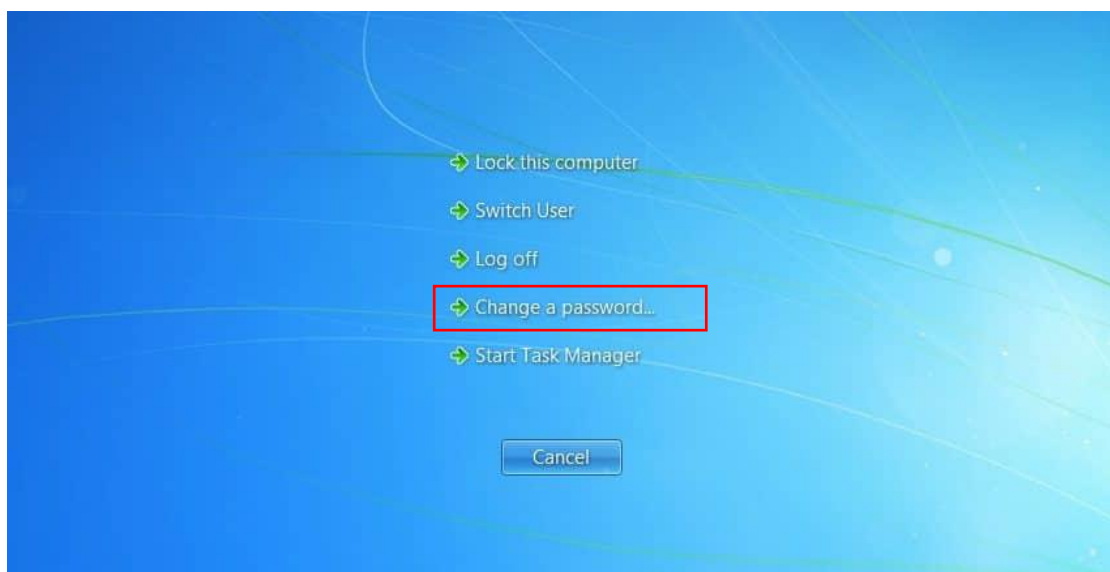 Lock this computer
Switch User
Log off
Change a password...
Start Task Manager
Cancel